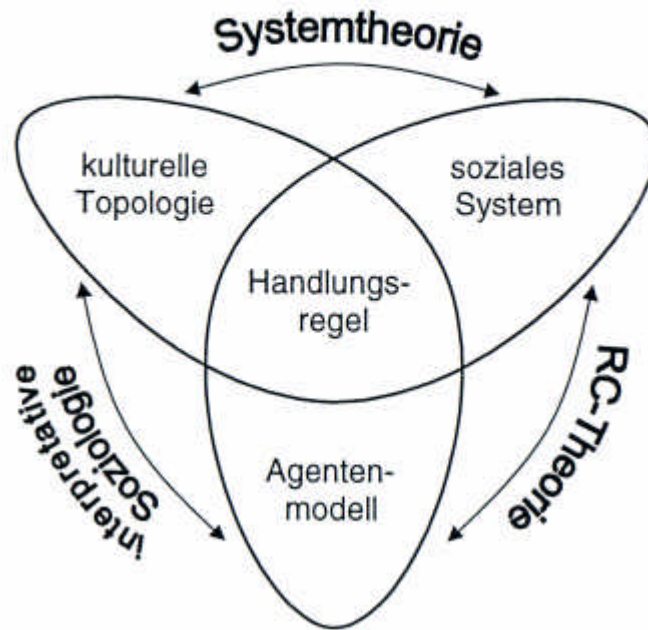 Systemtheorie
kulturelle
Topologie
soziales
System
Handlungs-
regel
interpretative
Soziologie
RC-Theorie
Agenten-
modell